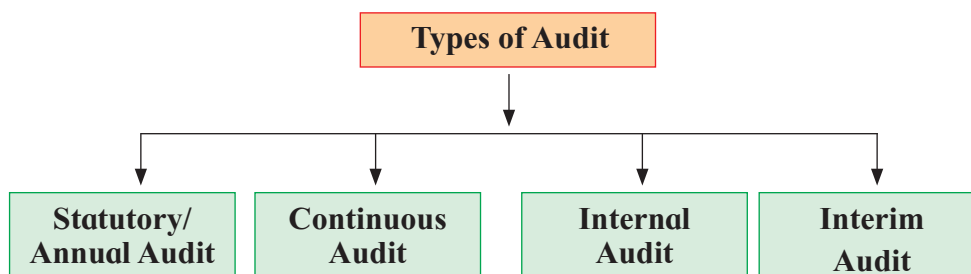 Types of Audit
Statutory/
Annual Audit
Continuous
Audit
Internal
Audit
Interim
Audit